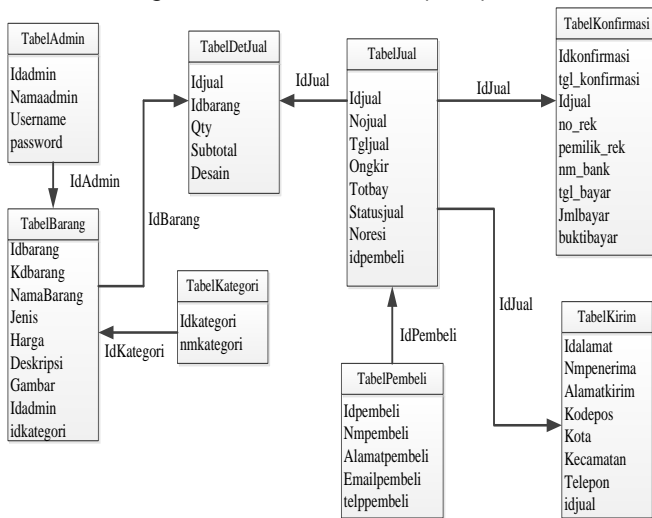 TabelAdmin
Idadmin
Namaadmin
Username
password
IdAdmin
TabelBarang
Idbarang
Kdbarang
NamaBarang
Jenis
Harga
Deskripsi
Gambar
Idadmin
idkategori
IdBarang
TabelKategori
Idkategori
nmkategori
IdKategori
TabelDetJual
Idjual
Idbarang
Qty
Subtotal
Desain
IdJual
TabelJual
Idjual
Nojual
Tgljual
Ongkir
Totbay
Statusjual
Noresi
idpembeli
IdPembeli
TabelPembeli
Idpembeli
Nmpembeli
Alamatpembeli
Emailpembeli
telppembeli
IdJual
TabelKonfirmasi
Idkonfirmasi
tgl_konfirmasi
Idjual
no_rek
pemilik_rek
nm_bank
tgl_bayar
Jmlbayar
buktibayar
IdJual
TabelKirim
Idalamat
Nmpenerima
Alamatkirim
Kodepos
Kota
Kecamatan
Telepon
idjual